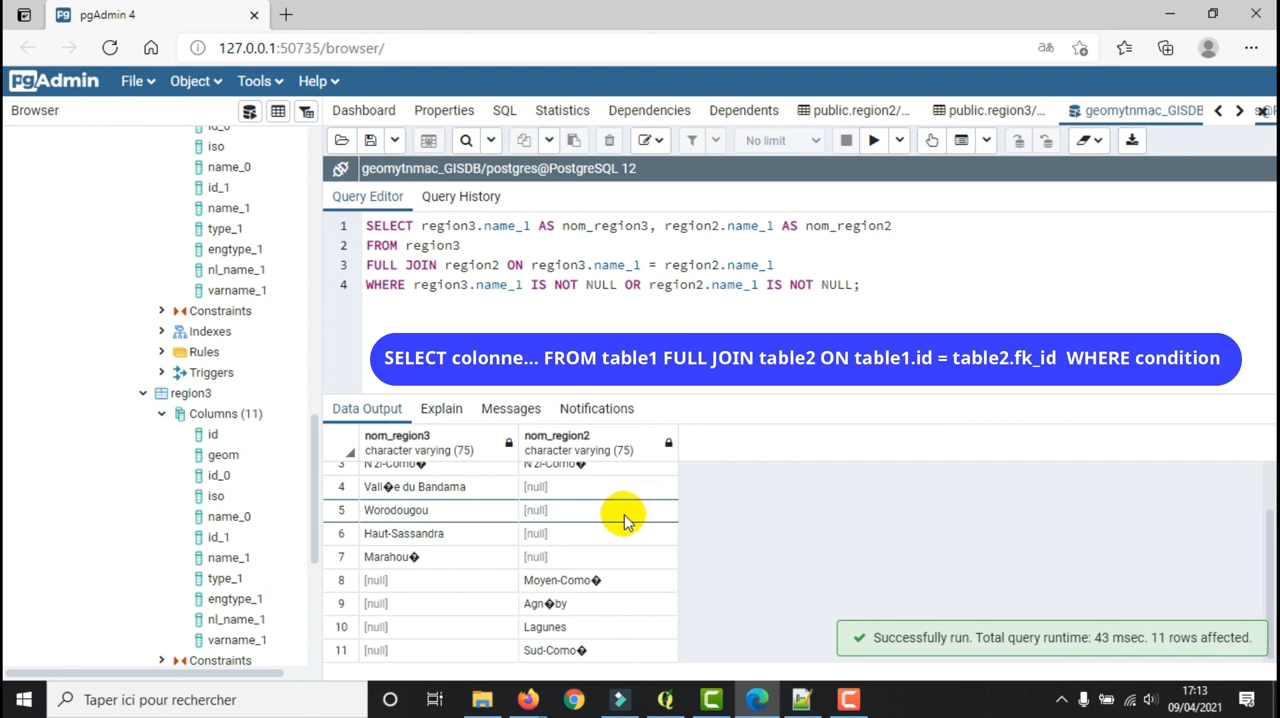 pgAdmin 4
127.0.0.1:50735/browser/
pgAdmin File Object Tools Help
Browser
Dashboard Properties SQL Statistics Dependencies Dependents public.region2/... public.region3/... geomytnmac_GISDB
No limit
geomytnmac_GISDB/postgres@PostgreSQL 12
Query Editor Query History
id_0
iso
name_0
id_1
name_1
type_1
engtype_1
nl_name_1
varname_1
Constraints
Indexes
Rules
Triggers
region3
Columns (11)
id
geom
id_0
iso
name_0
id_1
name_1
type_1
engtype_1
nl_name_1
varname_1
Constraints
1 SELECT region3.name_1 AS nom_region3, region2.name_1 AS nom_region2
2 FROM region3
3 FULL JOIN region2 ON region3.name_1 = region2.name_1
4 WHERE region3.name_1 IS NOT NULL OR region2.name_1 IS NOT NULL;
SELECT colonne... FROM table1 FULL JOIN table2 ON table1.id = table2.fk_id WHERE condition
Data Output Explain Messages Notifications
nom_region3 nom_region2
character varying (75) character varying (75)
3 N'zi-Como� N'zi-Como�
4 Vall�e du Bandama [null]
5 Worodougou [null]
6 Haut-Sassandra [null]
7 Marahou� [null]
8 [null] Moyen-Como�
9 [null] Agn�by
10 [null] Lagunes
11 [null] Sud-Como�
Successfully run. Total query runtime: 43 msec. 11 rows affected.
Taper ici pour rechercher
17:13
09/04/2021